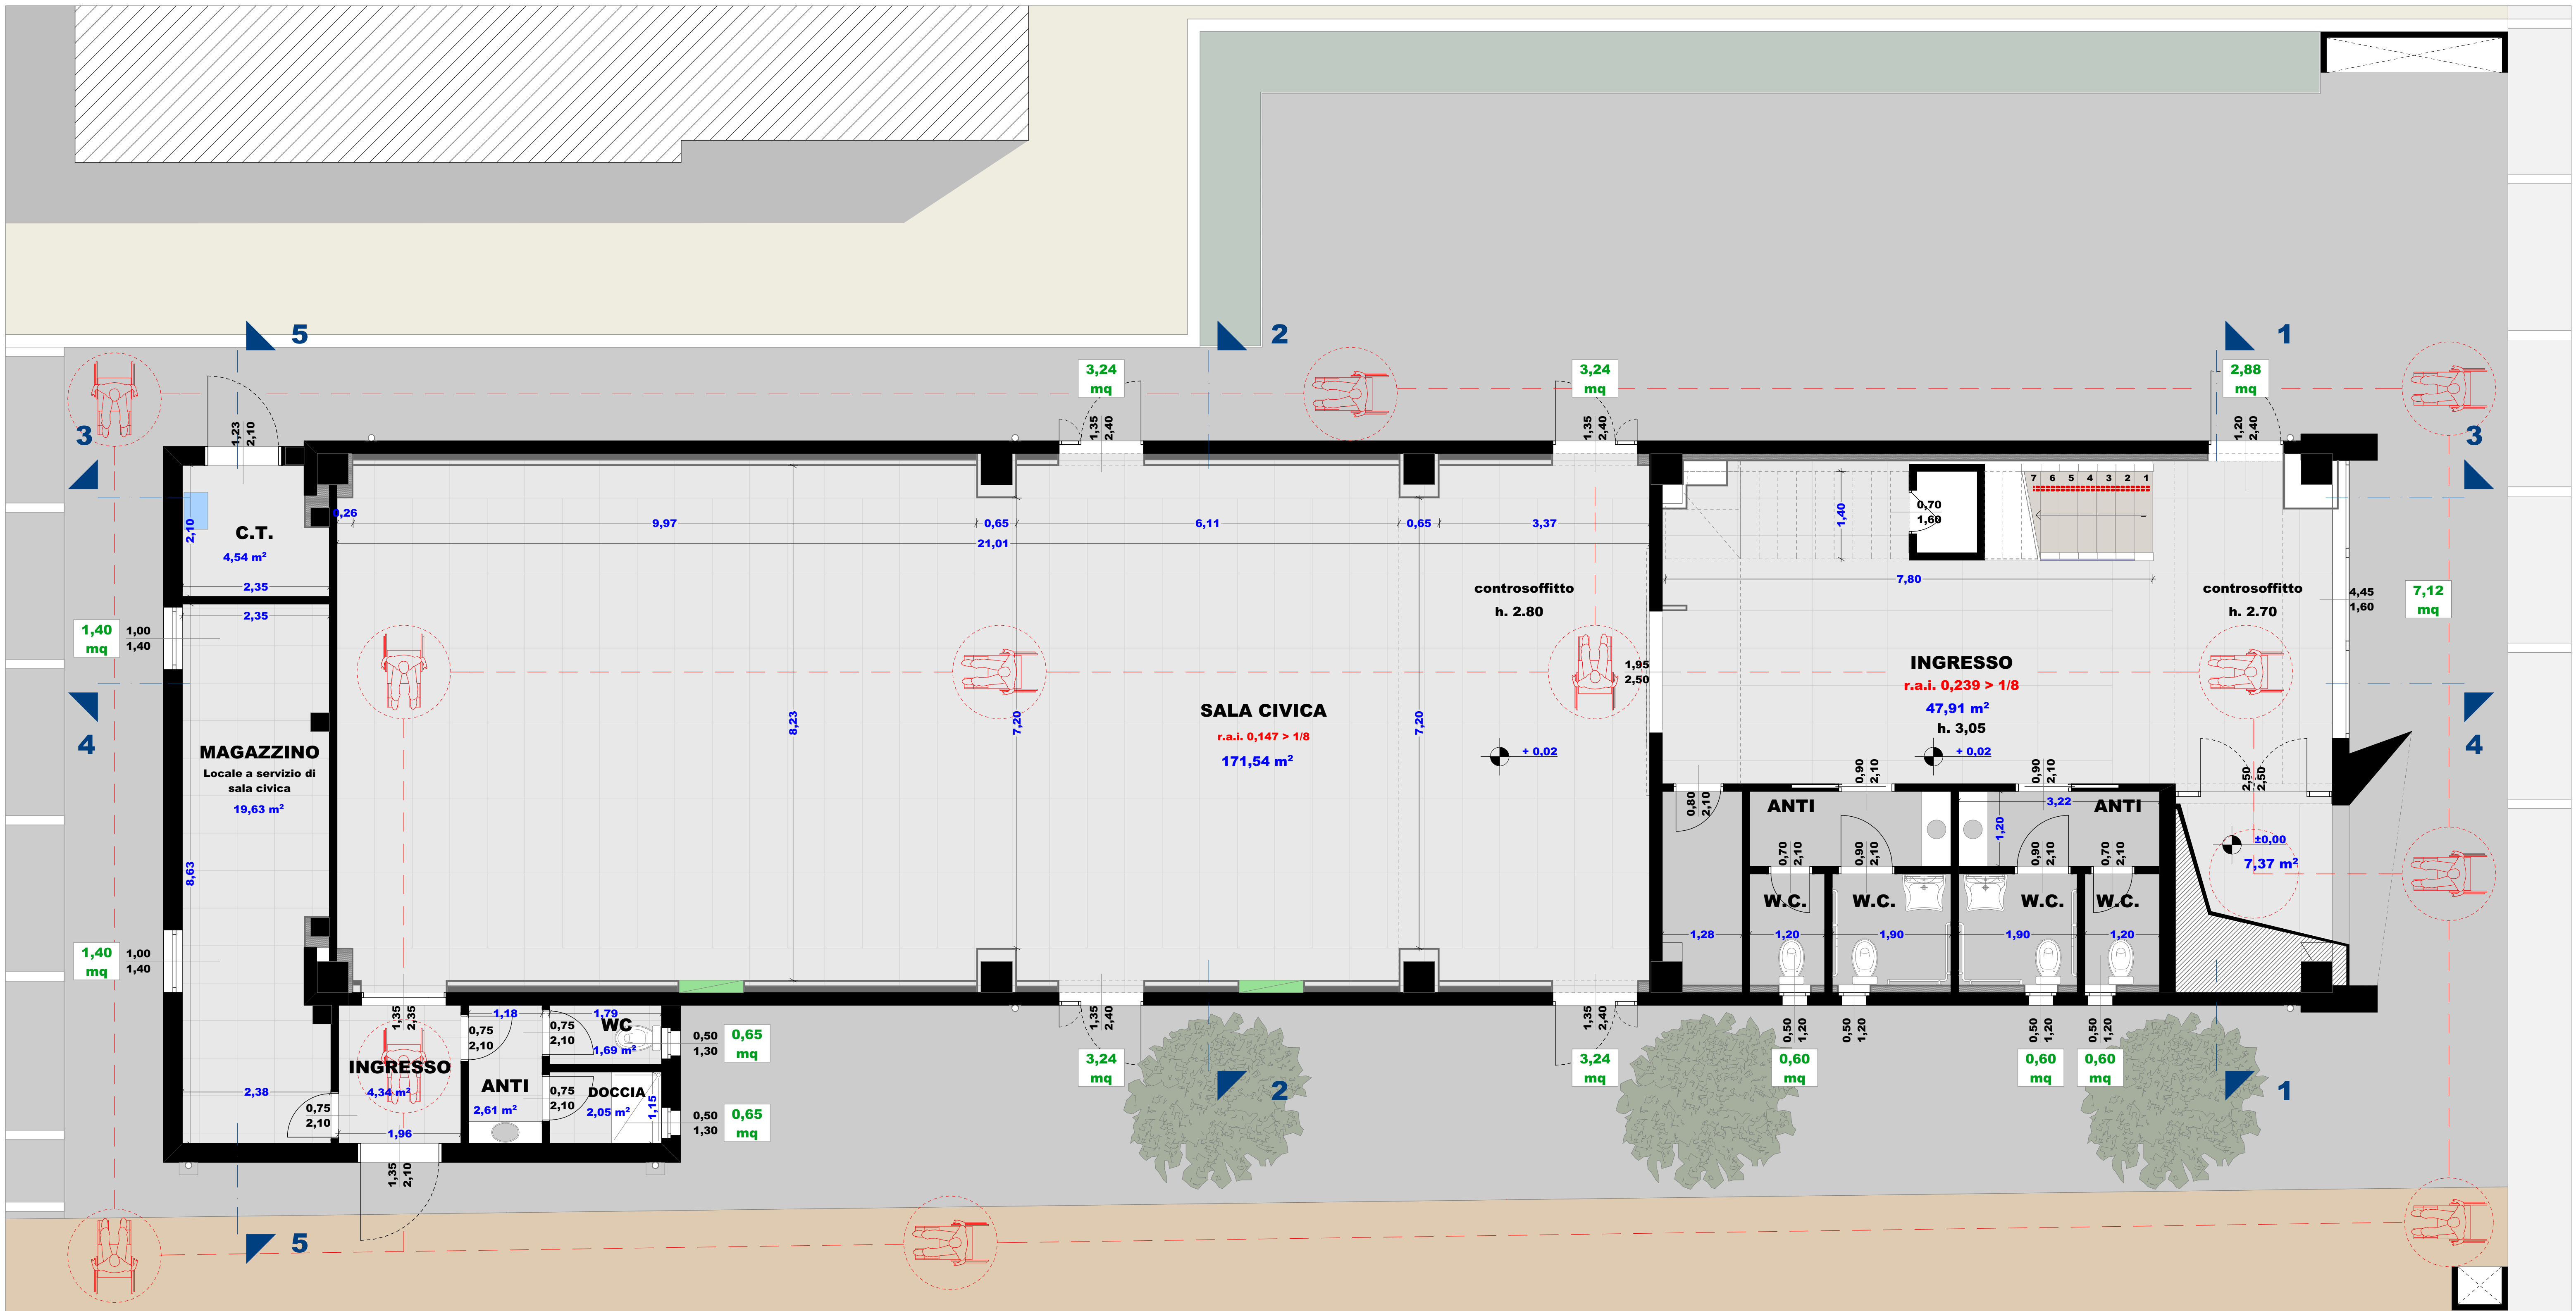 5
2
1
3,24
mq
3,24
mq
2,88
mq
3
1,23
2,10
1,35
2,40
1,35
2,40
1,20
2,40
3
7 6 5 4 3 2 1
0,26
9,97
0,65
6,11
0,65
3,37
21,01
2,10
C.T.
4,54 m²
2,35
2,35
1,40
0,70
1,60
7,80
controsoffitto
h. 2.80
controsoffitto
h. 2.70
4,45
1,60
7,12
mq
1,40
mq
1,00
1,40
1,95
2,50
INGRESSO
r.a.i. 0,239 > 1/8
47,91 m²
h. 3,05
+ 0,02
8,23
7,20
7,20
SALA CIVICA
r.a.i. 0,147 > 1/8
171,54 m²
+ 0,02
4
4
MAGAZZINO
Locale a servizio di
sala civica
19,63 m²
8,63
0,80
2,10
0,90
2,10
0,90
2,10
2,50
2,50
ANTI
3,22
ANTI
1,20
0,70
2,10
0,90
2,10
0,90
2,10
0,70
2,10
±0,00
7,37 m²
W.C.
W.C.
W.C.
W.C.
1,28
1,20
1,90
1,90
1,20
1,40
mq
1,00
1,40
1,35
2,35
1,18
1,79
0,75
2,10
0,75
2,10
WC
1,69 m²
0,50
1,30
0,65
mq
1,35
2,40
1,35
2,40
0,50
1,20
0,50
1,20
0,50
1,20
0,50
1,20
3,24
mq
3,24
mq
0,60
mq
0,60
mq
0,60
mq
INGRESSO
4,34 m²
2,38
0,75
2,10
1,96
ANTI
2,61 m²
0,75
2,10
DOCCIA
2,05 m²
1,15
0,50
1,30
0,65
mq
2
1
1,35
2,10
5